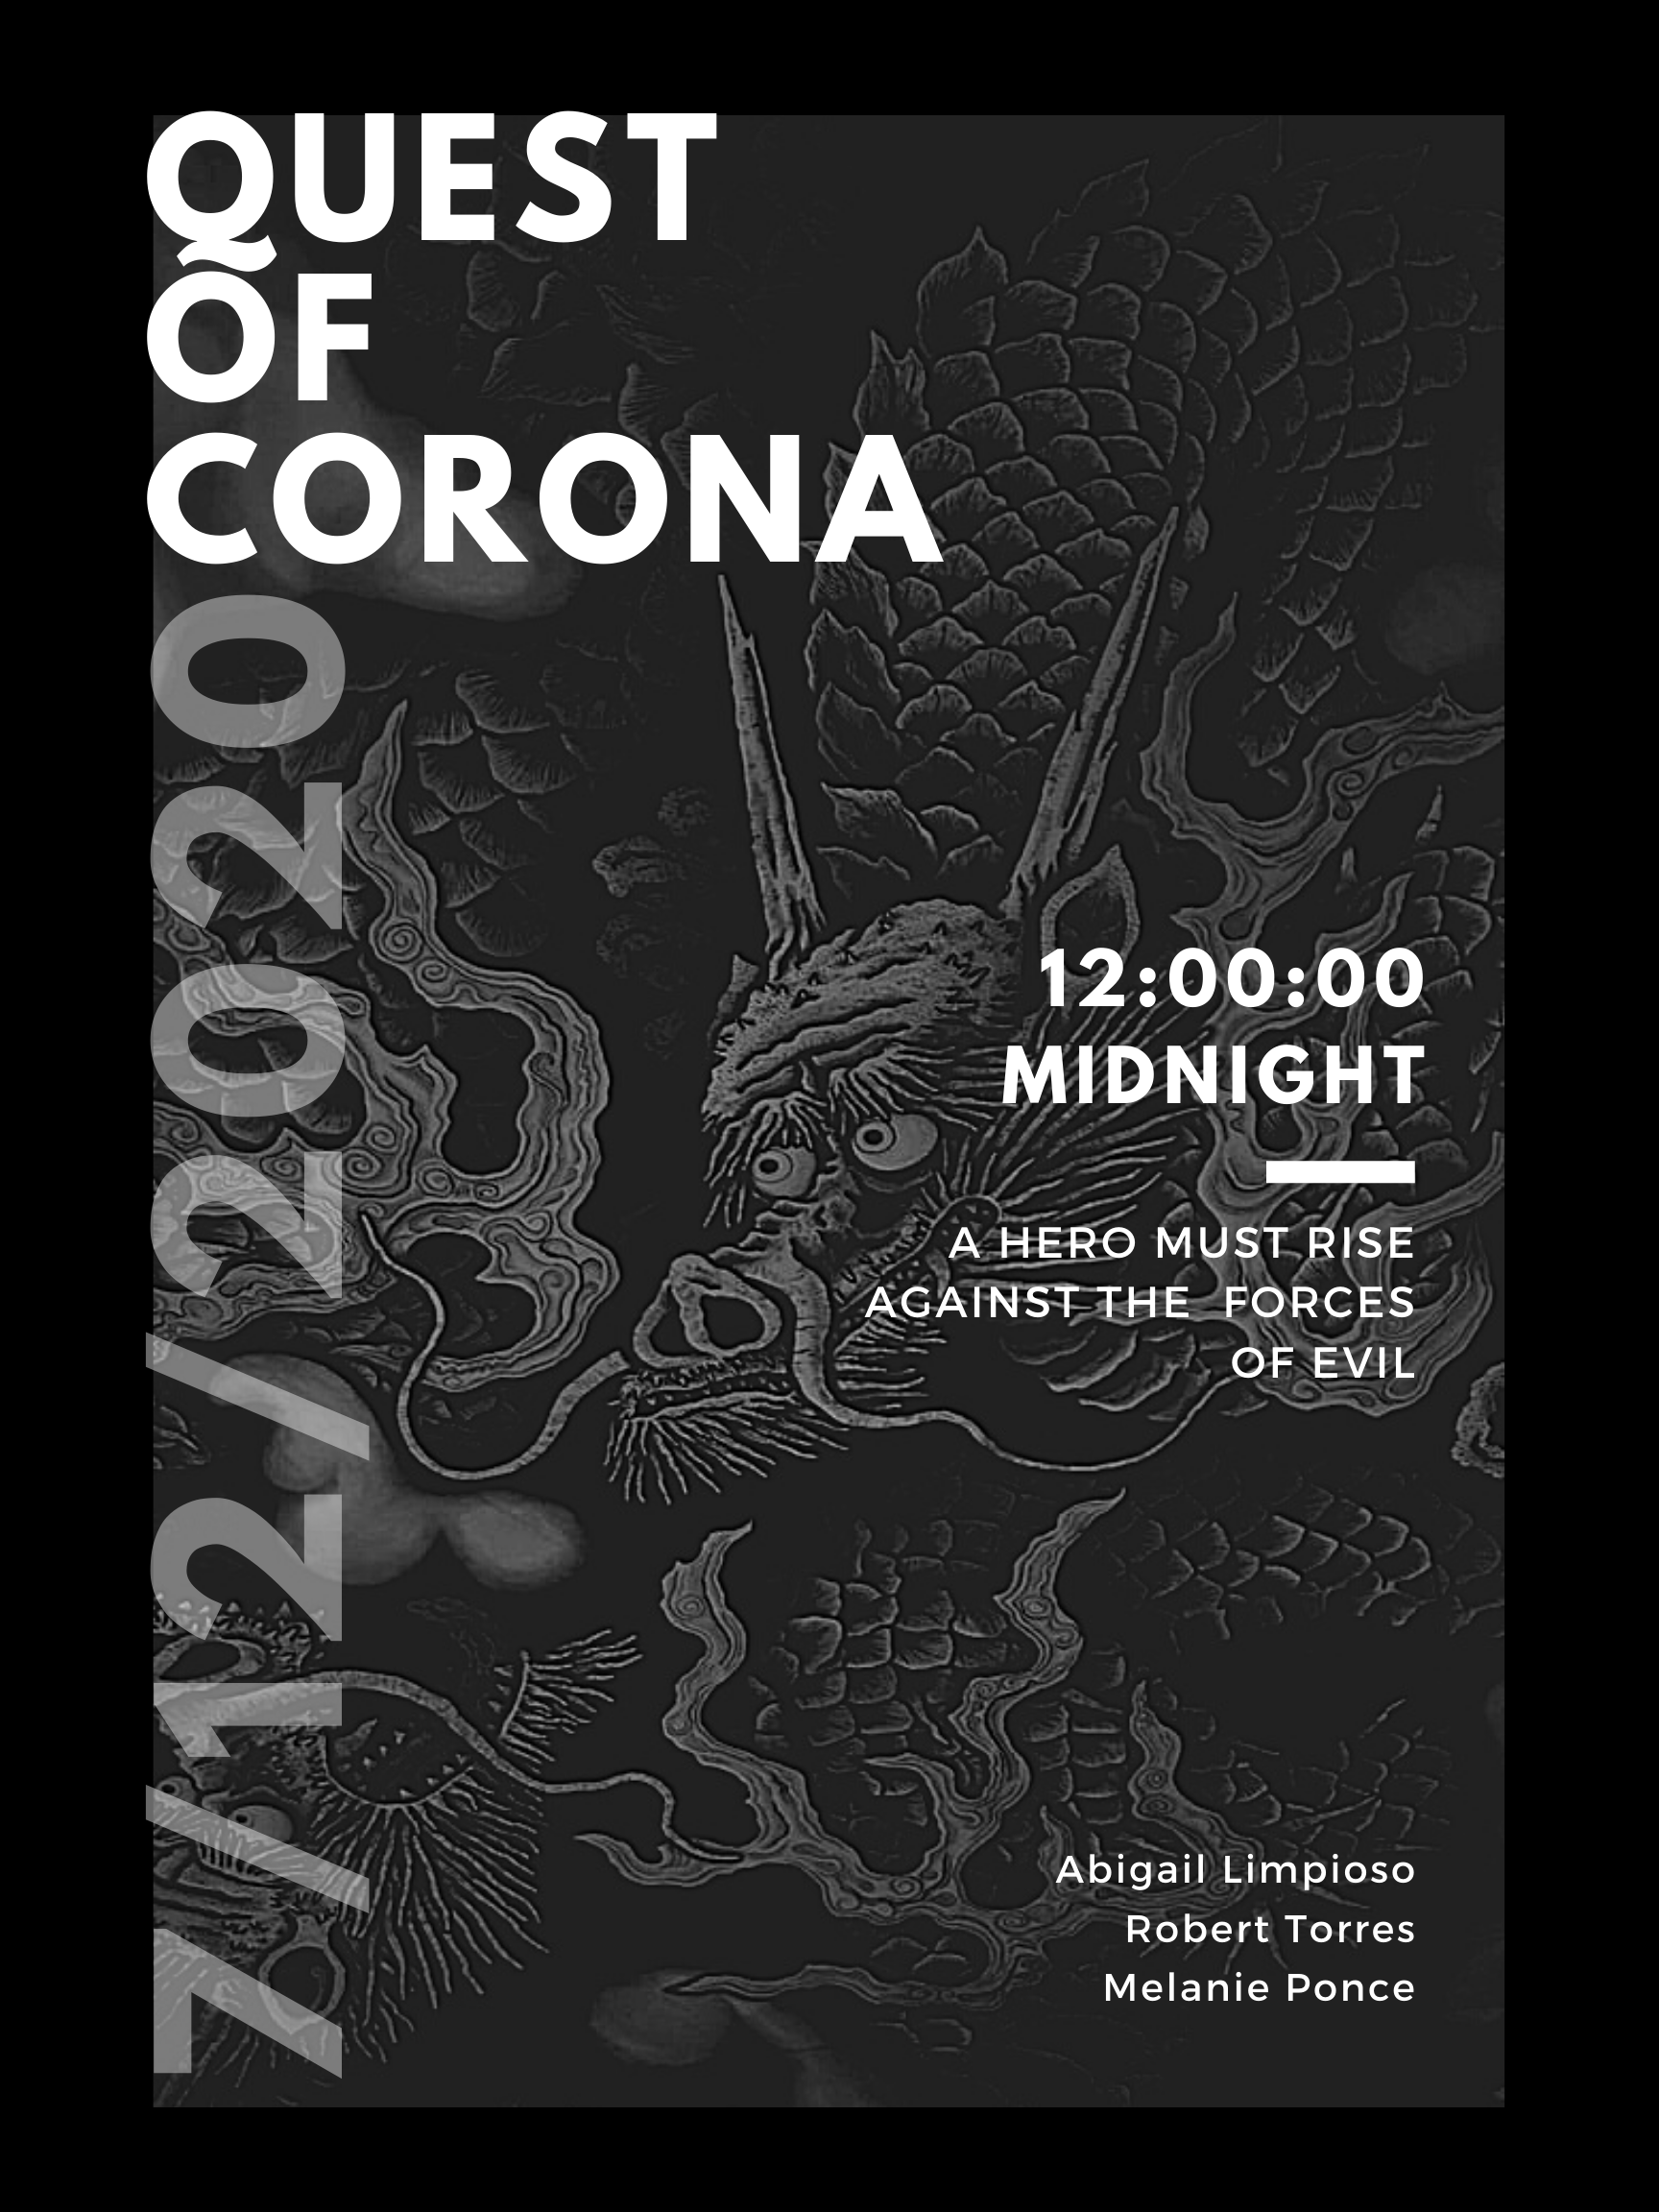 QUEST
OF
CORONA
7/12/2020
12:00:00
MIDNIGHT
A HERO MUST RISE
AGAINST THE  FORCES
OF EVIL
Abigail Limpioso
Robert Torres
Melanie Ponce